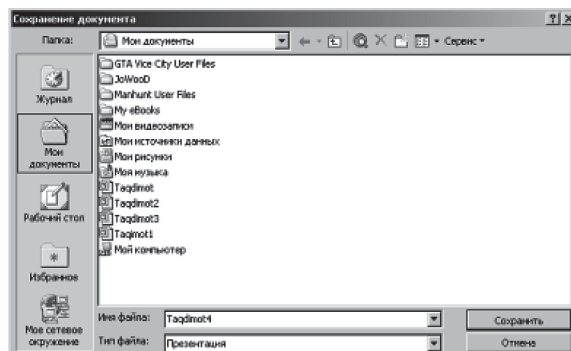 Сохранение документа
Папка: Мои документы Сервис
GTA Vice City User Files
JoWooD
Manhunt User Files
My eBooks
Мои видеозаписи
Мои источники данных
Мои рисунки
Моя музыка
Taqdimot
Taqdimot2
Taqdimot3
Taqimot1
Мой компьютер
Журнал
Мои
документы
Рабочий стол
Избранное
Мое сетевое
окружение
Имя файла: Taqdimot4 Сохранить
Тип файла: Презентация Отмена